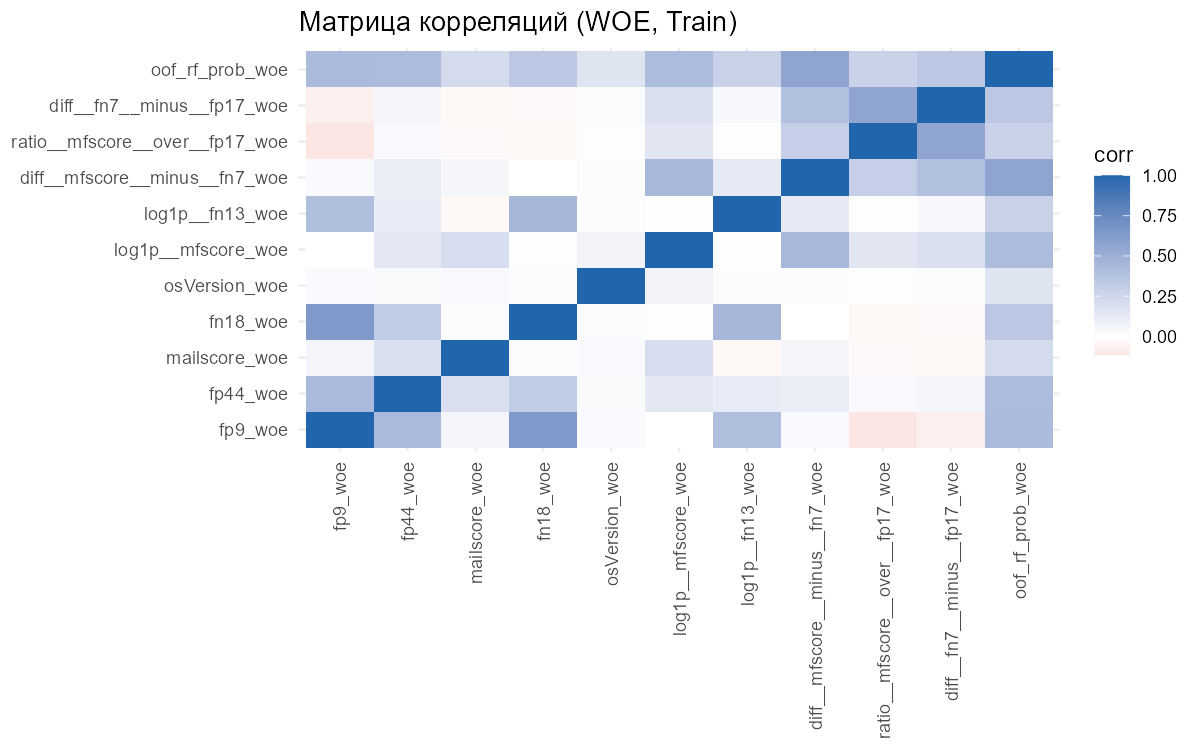 Матрица корреляций (WOE, Train)
oof_rf_prob_woe
diff__fn7__minus__fp17_woe
ratio__mfscore__over__fp17_woe
diff__mfscore__minus__fn7_woe
log1p__fn13_woe
log1p__mfscore_woe
osVersion_woe
fn18_woe
mailscore_woe
fp44_woe
fp9_woe
fp9_woe
fp44_woe
mailscore_woe
fn18_woe
osVersion_woe
log1p__mfscore_woe
log1p__fn13_woe
diff__mfscore__minus__fn7_woe
ratio__mfscore__over__fp17_woe
diff__fn7__minus__fp17_woe
oof_rf_prob_woe
corr
1.00
0.75
0.50
0.25
0.00